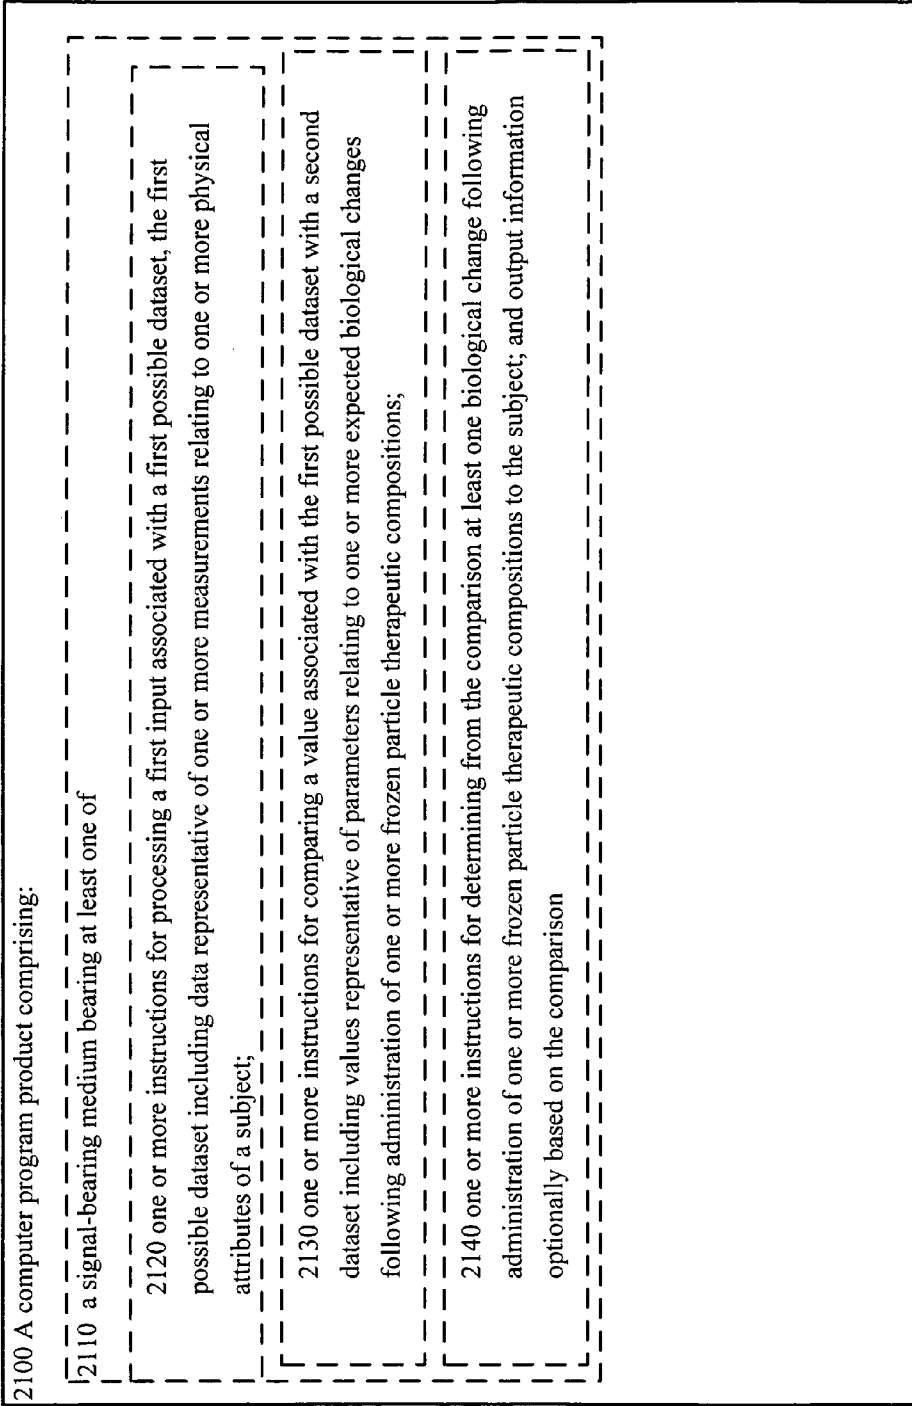 2100 A computer program product comprising:
2110 a signal-bearing medium bearing at least one of
2120 one or more instructions for processing a first input associated with a first possible dataset, the first
possible dataset including data representative of one or more measurements relating to one or more physical
attributes of a subject;
2130 one or more instructions for comparing a value associated with the first possible dataset with a second
dataset including values representative of parameters relating to one or more expected biological changes
following administration of one or more frozen particle therapeutic compositions;
2140 one or more instructions for determining from the comparison at least one biological change following
administration of one or more frozen particle therapeutic compositions to the subject; and output information
optionally based on the comparison